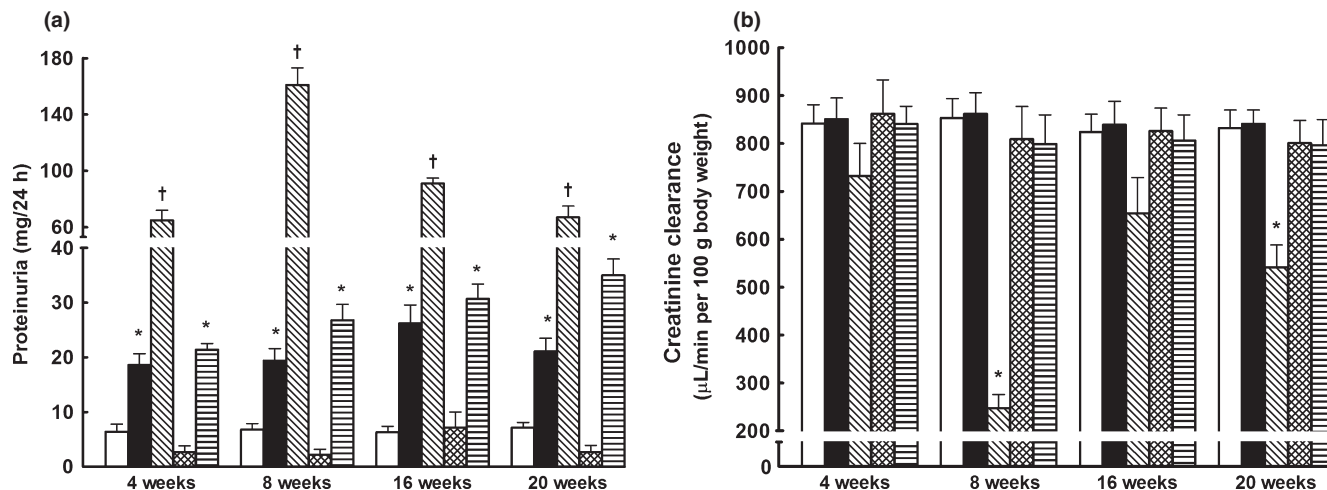 (a)
Proteinuria (mg/24 h)
180
140
100
60
40
30
20
10
0
†
†
†
†
*
*
*
*
*
*
*
*
4 weeks
8 weeks
16 weeks
20 weeks
(b)
Creatinine clearance
(μL/min per 100 g body weight)
1000
900
800
700
600
500
400
300
200
0
*
*
4 weeks
8 weeks
16 weeks
20 weeks